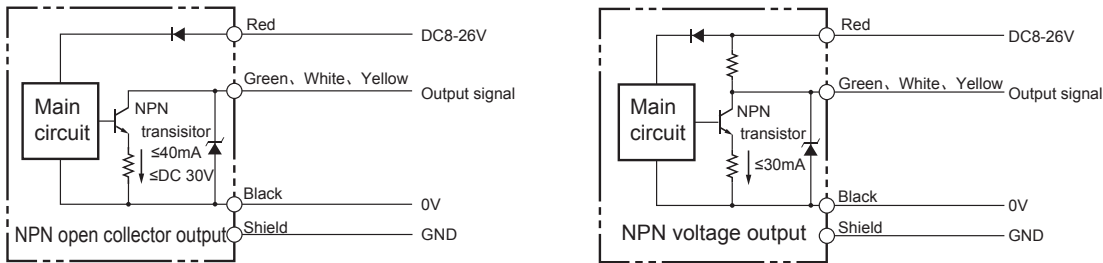 Red
DC8-26V
Green、White、Yellow
Output signal
Main
circuit
NPN
transisitor
≤40mA
≤DC 30V
Black
0V
NPN open collector output
Shield
GND
Red
DC8-26V
Green、White、Yellow
Output signal
Main
circuit
NPN
transistor
≤30mA
Black
0V
NPN voltage output
Shield
GND